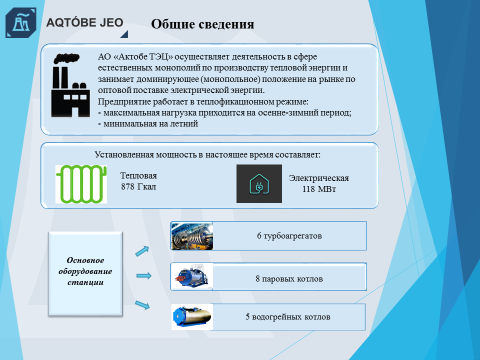 AQTÓBE JEO
Общие сведения
АО «Актобе ТЭЦ» осуществляет деятельность в сфере
естественных монополий по производству тепловой энергии и
занимает доминирующее (монопольное) положение на рынке по
оптовой поставке электрической энергии.
Предприятие работает в теплофикационном режиме:
- максимальная нагрузка приходится на осенне-зимний период;
- минимальная на летний
Установленная мощность в настоящее время составляет:
Тепловая
878 Гкал
Электрическая
118 МВт
Основное
оборудование
станции
6 турбоагрегатов
8 паровых котлов
5 водогрейных котлов